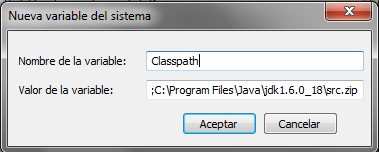 Nueva variable del sistema
Nombre de la variable: Classpath
Valor de la variable: ;C:\Program Files\Java\jdk1.6.0_18\src.zip
Aceptar Cancelar